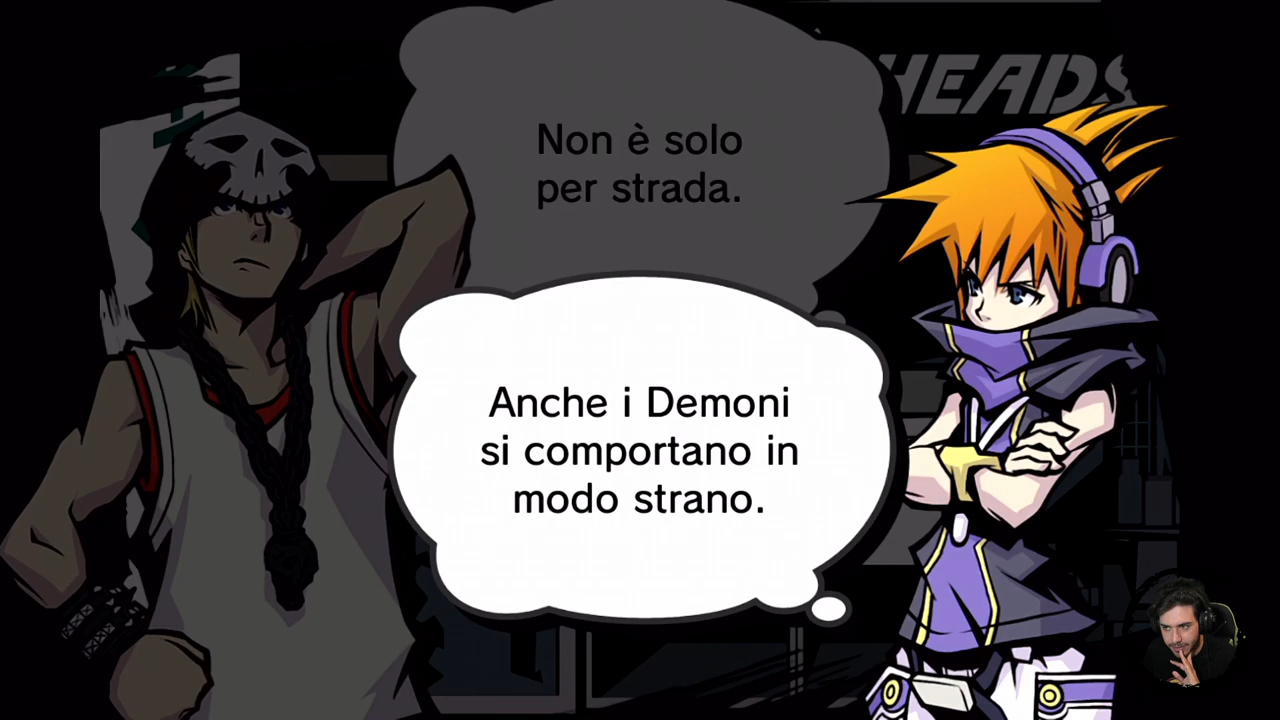 HEADS
Non è solo
per strada.
Anche i Demoni
si comportano in
modo strano.